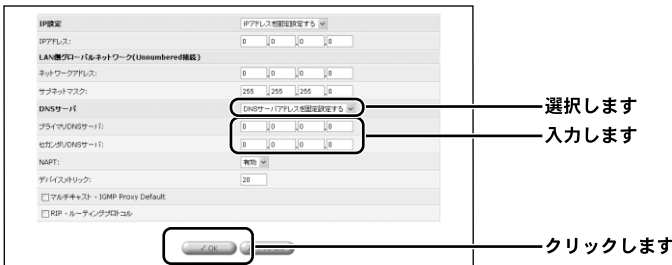 IP設定 IPアドレスを固定設定する
IPアドレス: 0 .0 .0 .0
LAN側グローバルネットワーク(Unnumbered接続)
ネットワークアドレス: 0 .0 .0 .0
サブネットマスク: 255 .255 .255 .0
DNSサーバ DNSサーバアドレスを固定設定する
選択します
プライマリDNSサーバ: 0 .0 .0 .0
入力します
セカンダリDNSサーバ: 0 .0 .0 .0
NAPT: 有効
デバイスメトリック: 20
マルチキャスト - IGMP Proxy Default
RIP - ルーティングプロトコル
✓ OK
クリックします